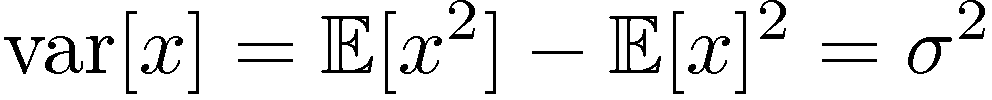 var[x] = 𝔼[x²] − 𝔼[x]² = σ²